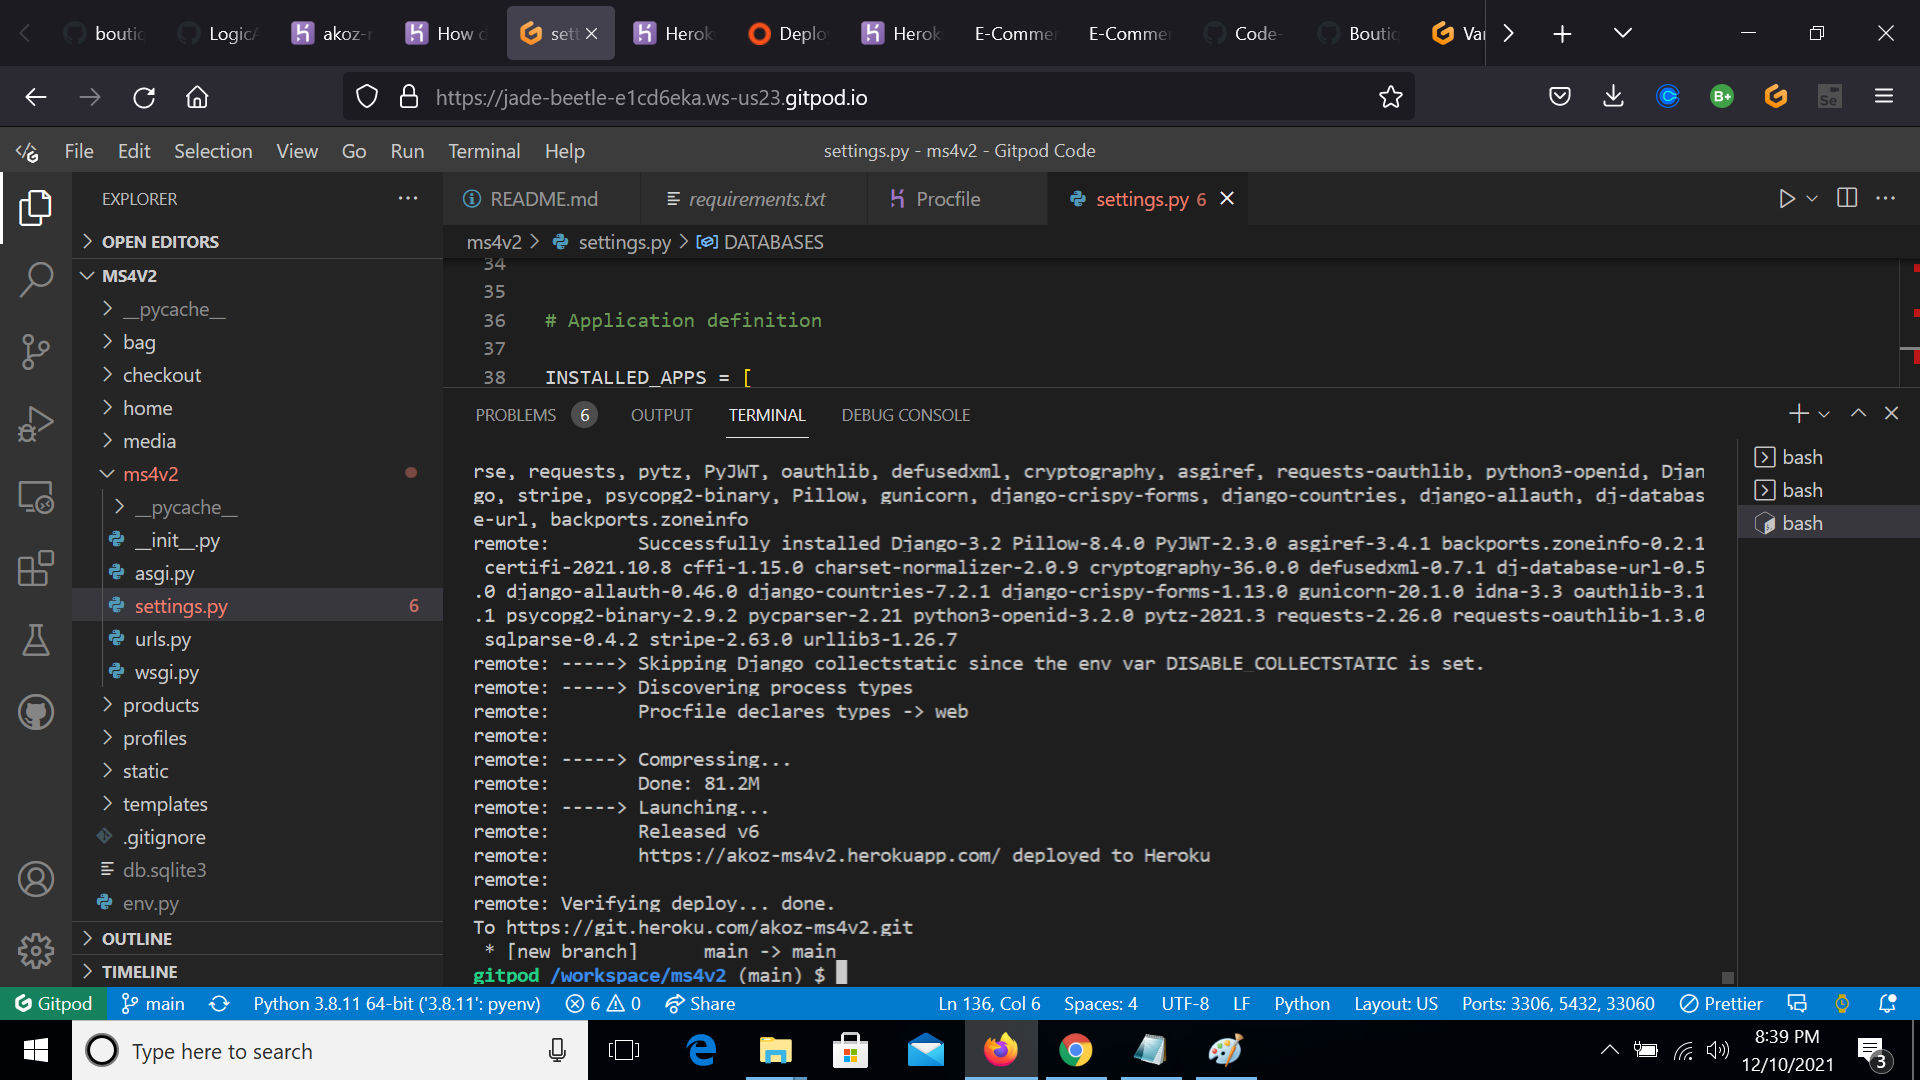 boutiq
LogicA
akoz-r
How d
sett
Herok
Deplo
Herok
E-Commer
E-Commer
Code-
Boutiq
Var
https://jade-beetle-e1cd6eka.ws-us23.gitpod.io
B+
Se
File Edit Selection View Go Run Terminal Help
settings.py - ms4v2 - Gitpod Code
EXPLORER
README.md
requirements.txt
Procfile
settings.py 6
OPEN EDITORS
ms4v2 > settings.py > DATABASES
MS4V2
__pycache__
bag
checkout
home
media
ms4v2
__pycache__
__init__.py
asgi.py
settings.py 6
urls.py
wsgi.py
products
profiles
static
templates
.gitignore
db.sqlite3
env.py
OUTLINE
TIMELINE
34
35
36 # Application definition
37
38 INSTALLED_APPS = [
PROBLEMS 6 OUTPUT TERMINAL DEBUG CONSOLE
bash
bash
bash
rse, requests, pytz, PyJWT, oauthlib, defusedxml, cryptography, asgiref, requests-oauthlib, python3-openid, Djan
go, stripe, psycopg2-binary, Pillow, gunicorn, django-crispy-forms, django-countries, django-allauth, dj-databas
e-url, backports.zoneinfo
remote: Successfully installed Django-3.2 Pillow-8.4.0 PyJWT-2.3.0 asgiref-3.4.1 backports.zoneinfo-0.2.1
certifi-2021.10.8 cffi-1.15.0 charset-normalizer-2.0.9 cryptography-36.0.0 defusedxml-0.7.1 dj-database-url-0.5
.0 django-allauth-0.46.0 django-countries-7.2.1 django-crispy-forms-1.13.0 gunicorn-20.1.0 idna-3.3 oauthlib-3.1
.1 psycopg2-binary-2.9.2 pycparser-2.21 python3-openid-3.2.0 pytz-2021.3 requests-2.26.0 requests-oauthlib-1.3.0
sqlparse-0.4.2 stripe-2.63.0 urllib3-1.26.7
remote: -----> Skipping Django collectstatic since the env var DISABLE_COLLECTSTATIC is set.
remote: -----> Discovering process types
remote: Procfile declares types -> web
remote:
remote: -----> Compressing...
remote: Done: 81.2M
remote: -----> Launching...
remote: Released v6
remote: https://akoz-ms4v2.herokuapp.com/ deployed to Heroku
remote:
remote: Verifying deploy... done.
To https://git.heroku.com/akoz-ms4v2.git
* [new branch] main -> main
gitpod /workspace/ms4v2 (main) $
Gitpod main Python 3.8.11 64-bit ('3.8.11': pyenv) 6 0 Share Ln 136, Col 6 Spaces: 4 UTF-8 LF Python Layout: US Ports: 3306, 5432, 33060 Prettier
Type here to search
8:39 PM
12/10/2021
3